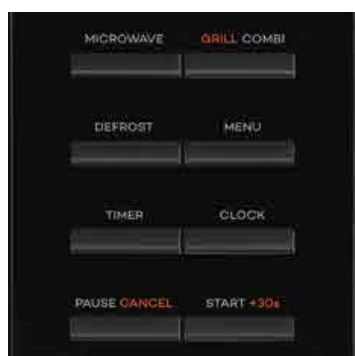 MICROWAVE GRILL COMBI
DEFROST MENU
TIMER CLOCK
PAUSE CANCEL START +30s